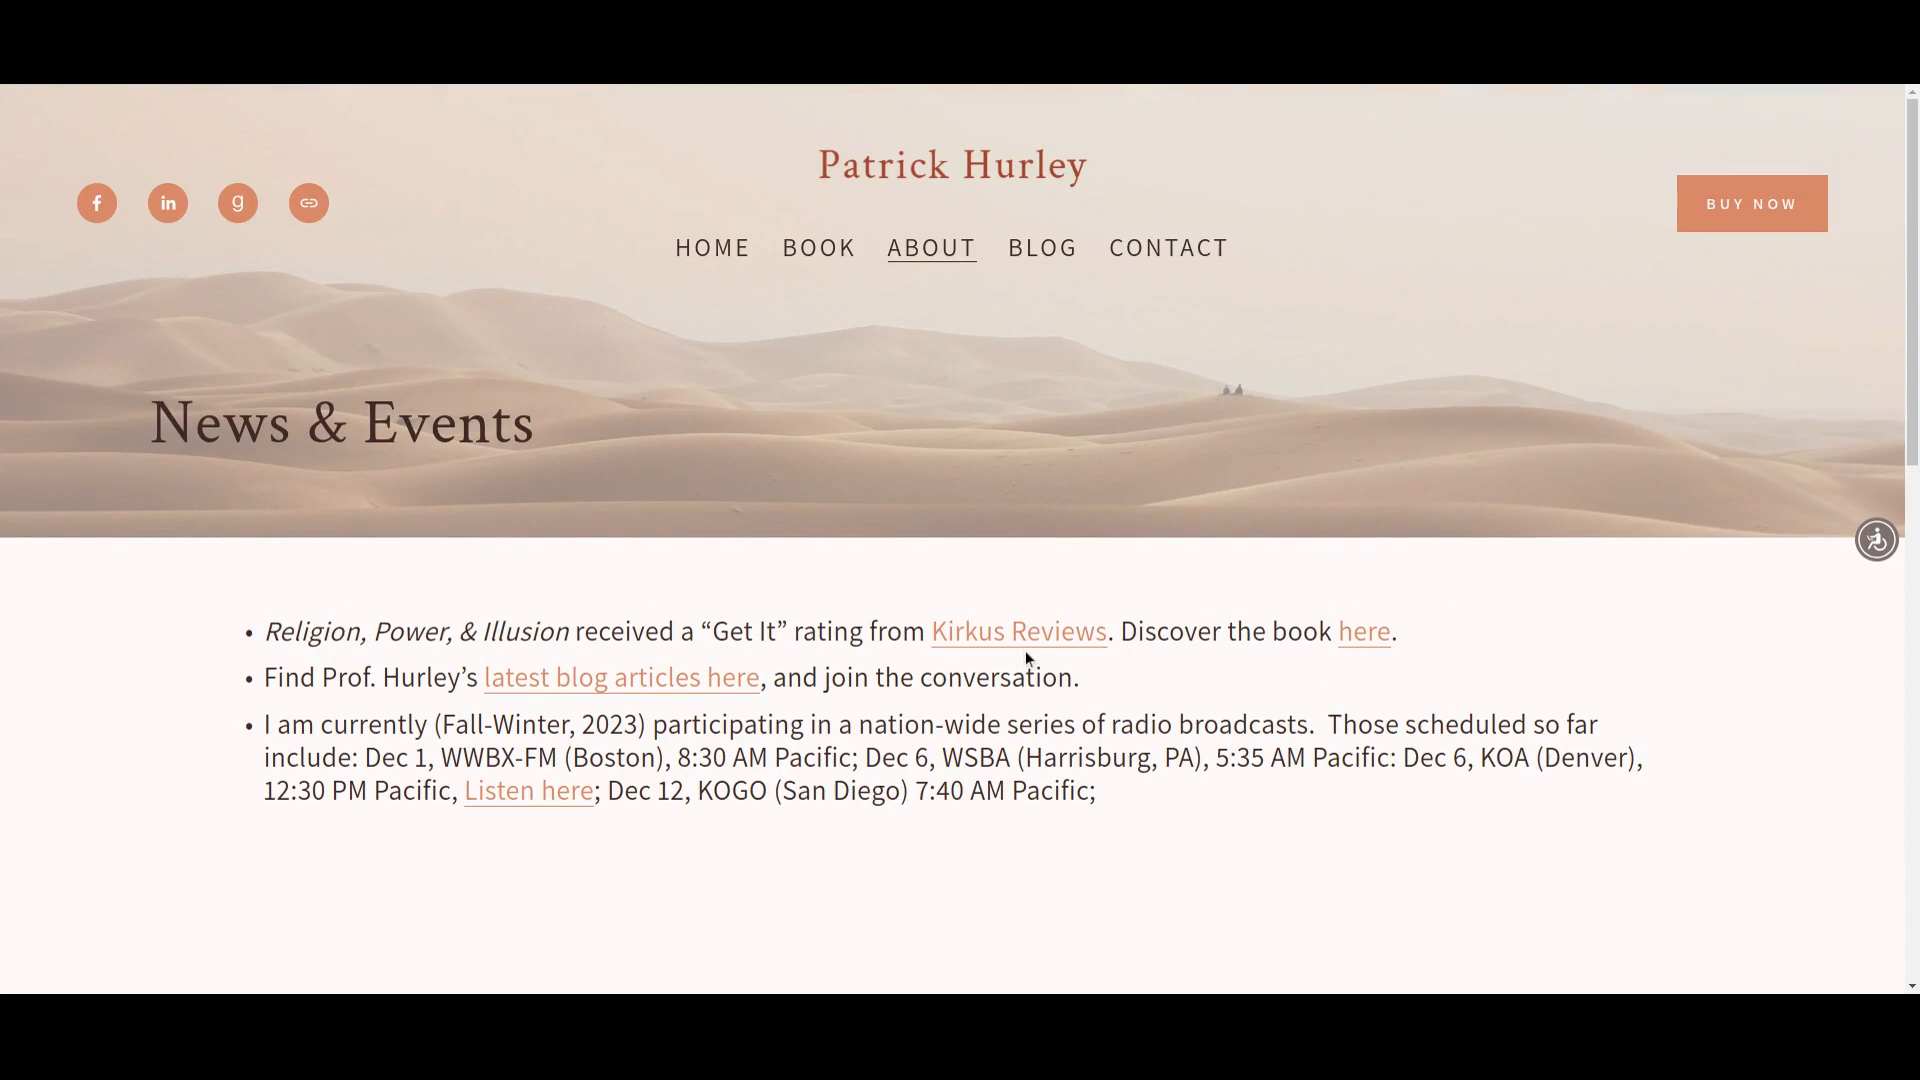 Patrick Hurley
BUY NOW
HOME BOOK ABOUT BLOG CONTACT
News & Events
• Religion, Power, & Illusion received a “Get It” rating from Kirkus Reviews. Discover the book here.
• Find Prof. Hurley’s latest blog articles here, and join the conversation.
• I am currently (Fall-Winter, 2023) participating in a nation-wide series of radio broadcasts.  Those scheduled so far
include: Dec 1, WWBX-FM (Boston), 8:30 AM Pacific; Dec 6, WSBA (Harrisburg, PA), 5:35 AM Pacific: Dec 6, KOA (Denver),
12:30 PM Pacific, Listen here; Dec 12, KOGO (San Diego) 7:40 AM Pacific;